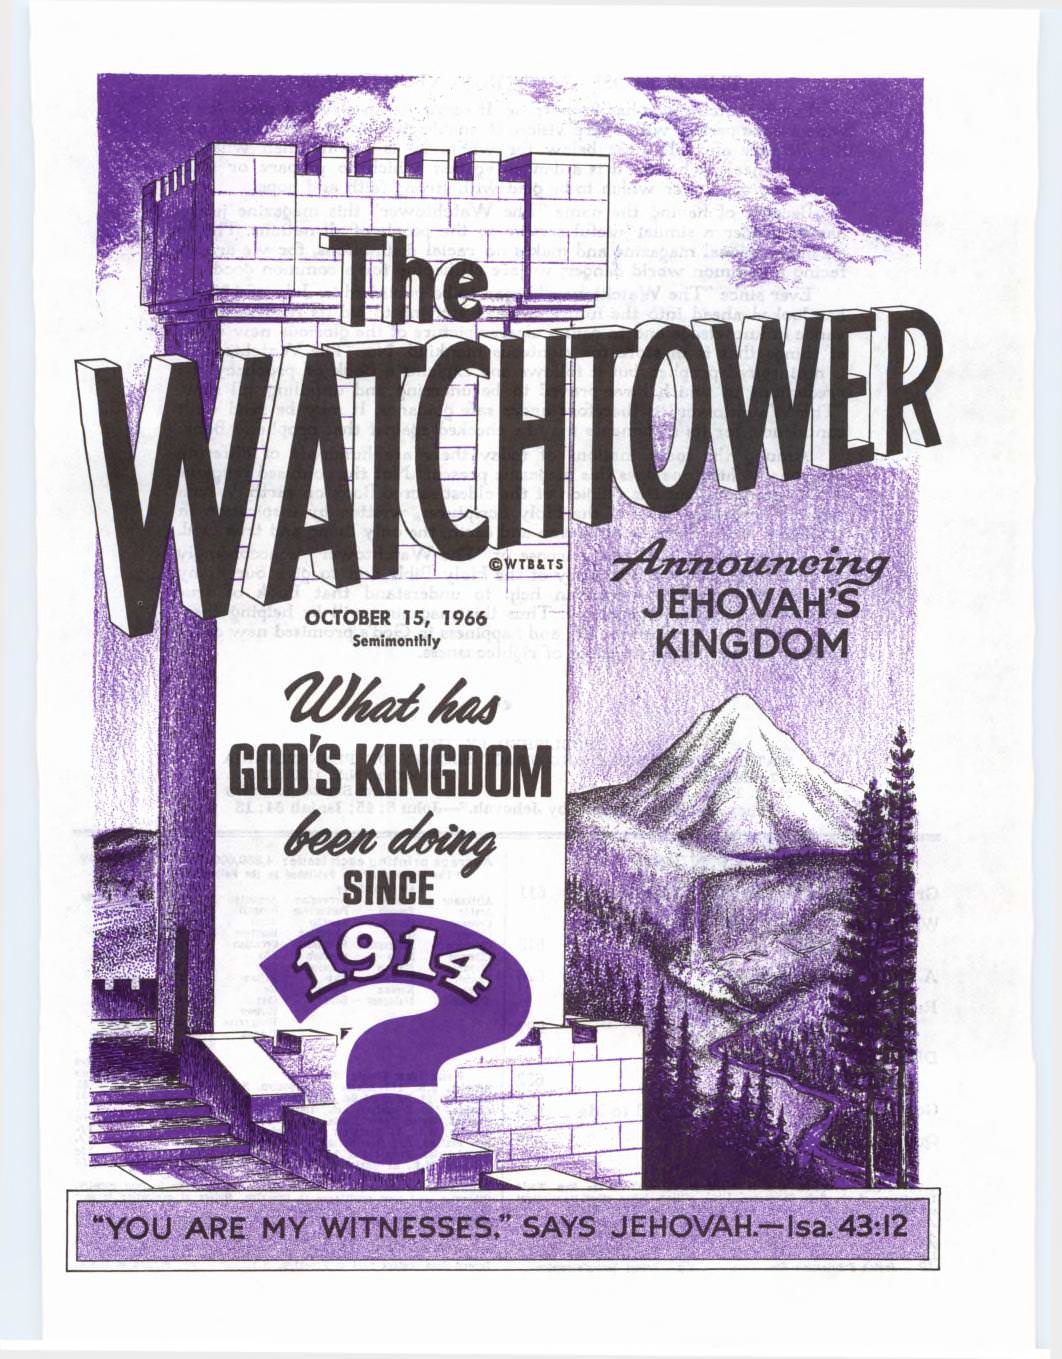 The
WATCHTOWER
©WTB&TS
Announcing
JEHOVAH'S
KINGDOM
OCTOBER 15, 1966
Semimonthly
What has
GOD'S KINGDOM
been doing
SINCE
1914
?
"YOU ARE MY WITNESSES," SAYS JEHOVAH.—Isa. 43:12